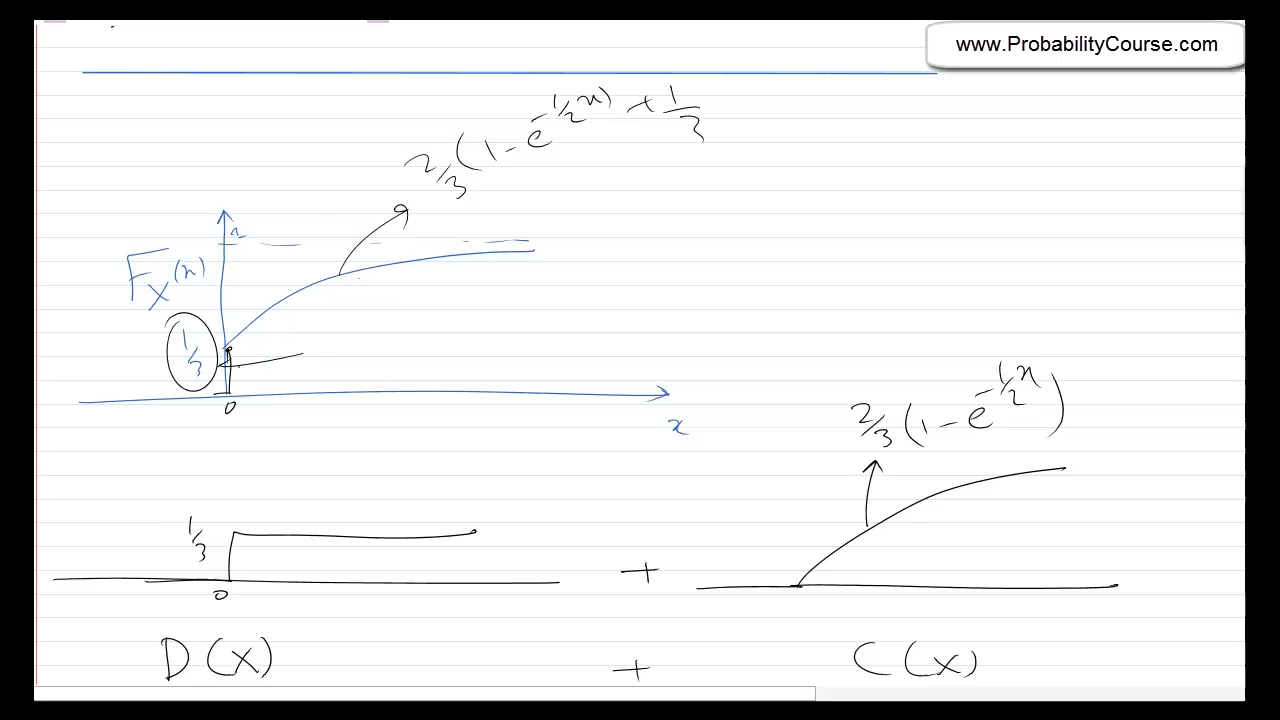 www.ProbabilityCourse.com
2/3 (1 - e^{-1/2 x}) + 1/3
1
F_X(x)
1/3
0
x
2/3 (1 - e^{-1/2 x})
1/3
+
0
D(X) + C(X)